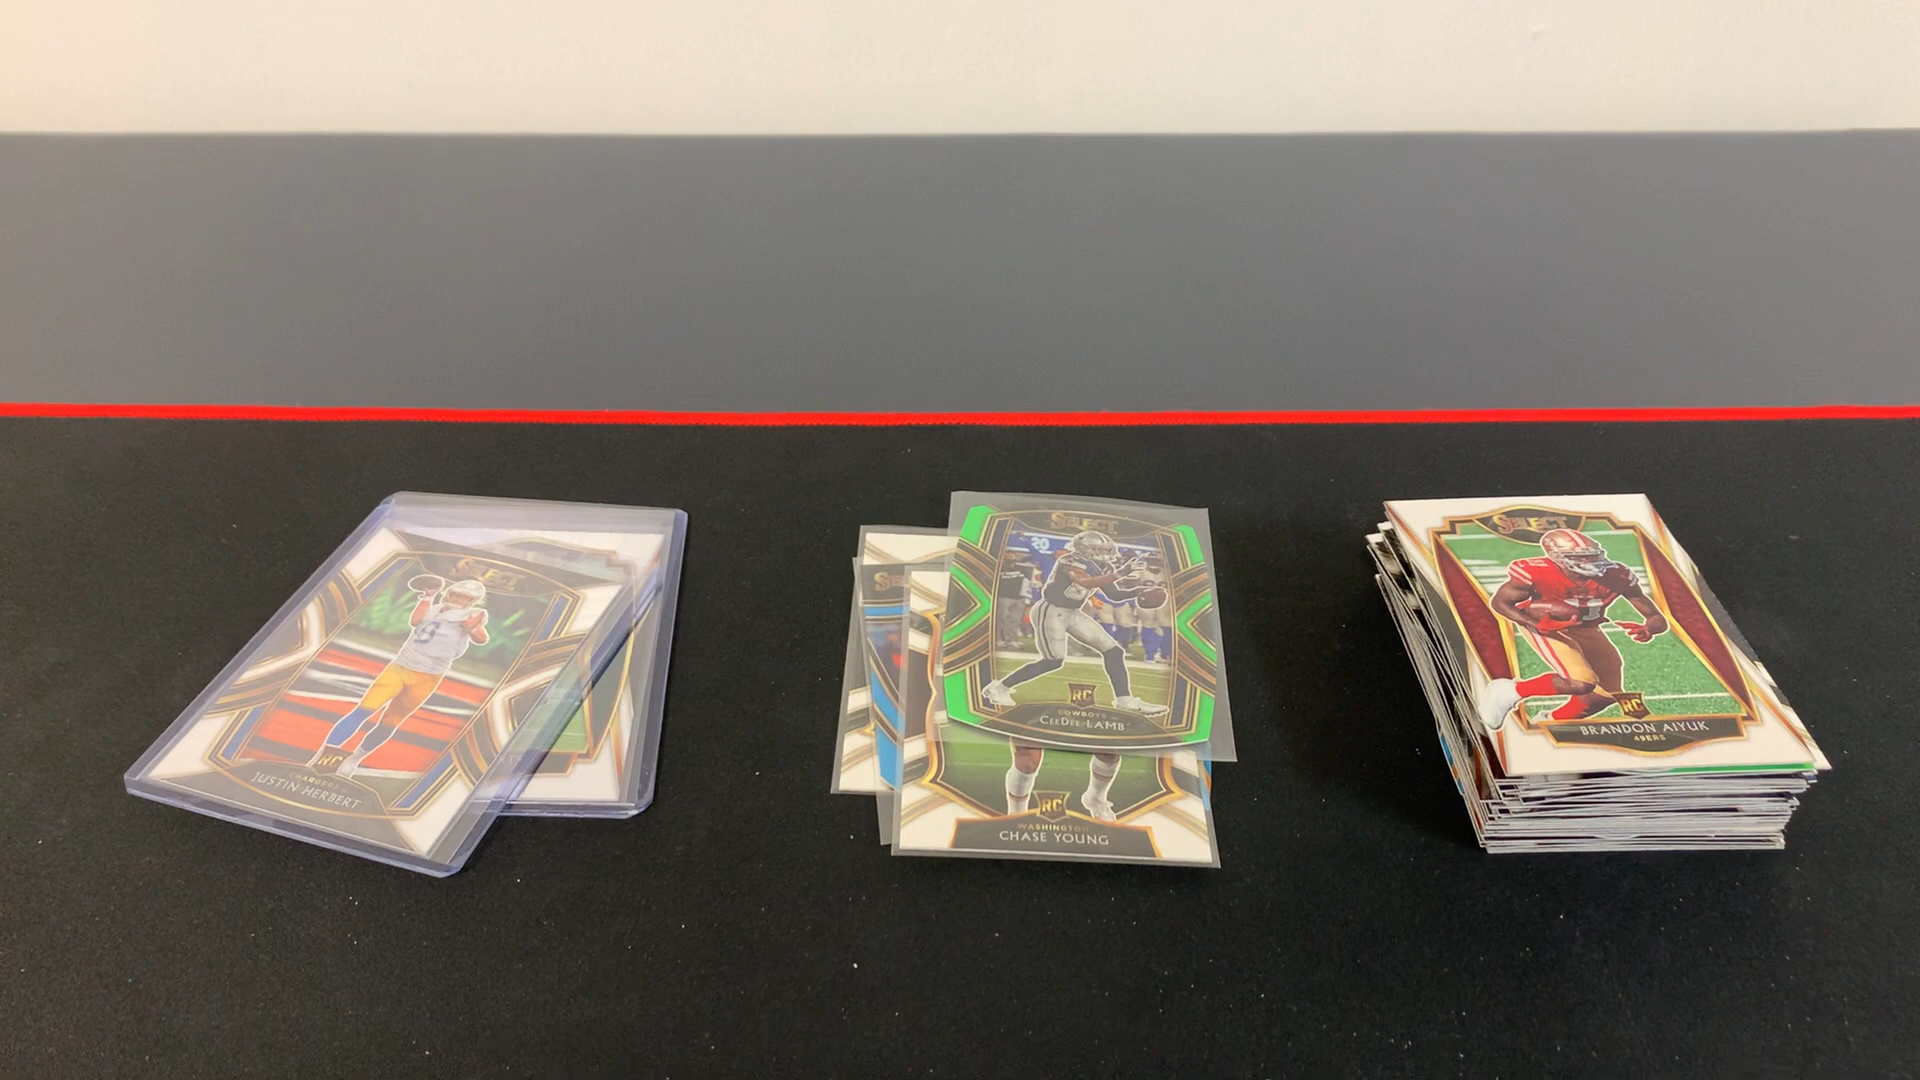 SELECT
CHARGERS
JUSTIN HERBERT
RC
SELECT
20
RC
COWBOYS
CEEDEE LAMB
RC
WASHINGTON
CHASE YOUNG
SELECT
RC
BRANDON AIYUK
49ERS